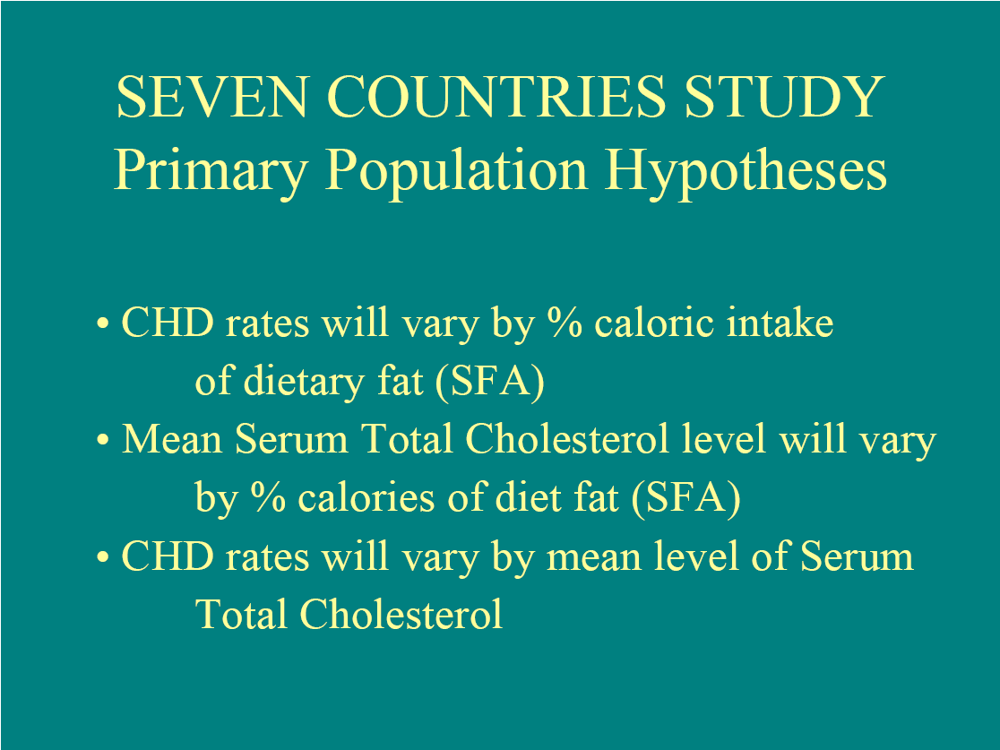 SEVEN COUNTRIES STUDY
Primary Population Hypotheses
• CHD rates will vary by % caloric intake
of dietary fat (SFA)
• Mean Serum Total Cholesterol level will vary
by % calories of diet fat (SFA)
• CHD rates will vary by mean level of Serum
Total Cholesterol